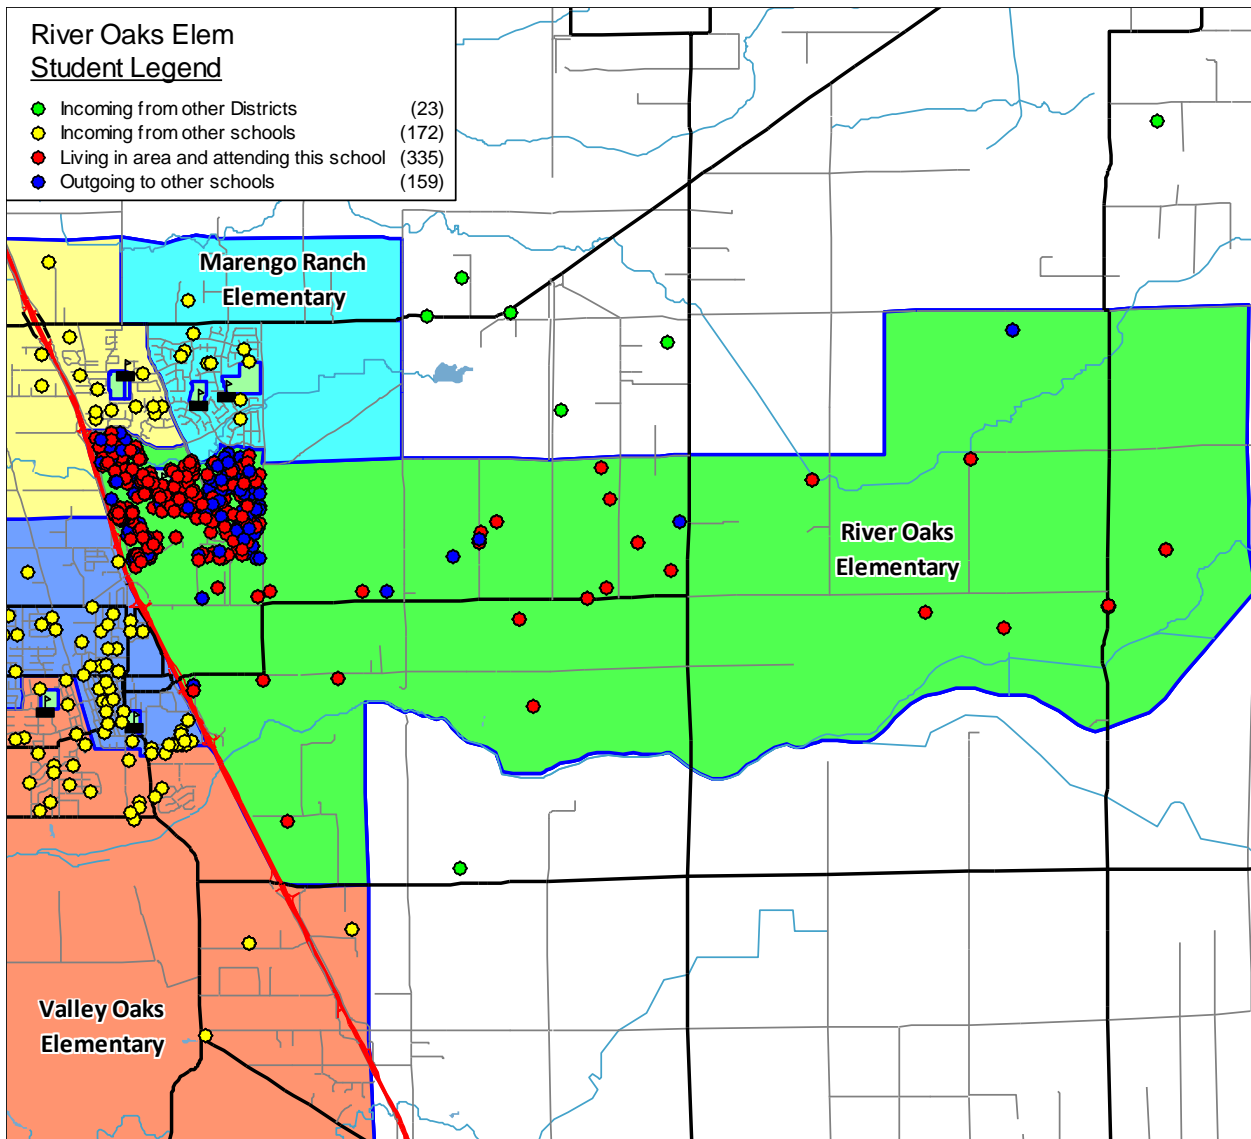 River Oaks Elem
Student Legend
Incoming from other Districts (23)
Incoming from other schools (172)
Living in area and attending this school (335)
Outgoing to other schools (159)
Marengo Ranch
Elementary
River Oaks
Elementary
Valley Oaks
Elementary